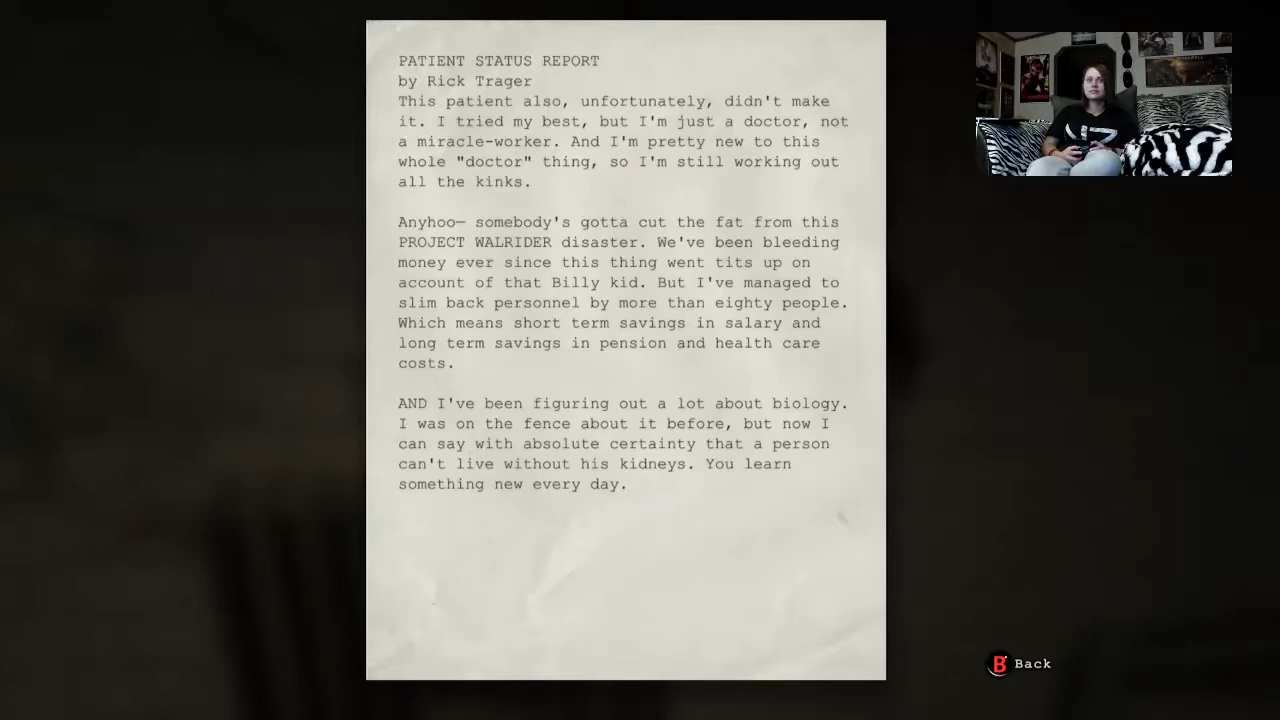 PATIENT STATUS REPORT
by Rick Trager
This patient also, unfortunately, didn't make
it. I tried my best, but I'm just a doctor, not
a miracle-worker. And I'm pretty new to this
whole "doctor" thing, so I'm still working out
all the kinks.
Anyhoo— somebody's gotta cut the fat from this
PROJECT WALRIDER disaster. We've been bleeding
money ever since this thing went tits up on
account of that Billy kid. But I've managed to
slim back personnel by more than eighty people.
Which means short term savings in salary and
long term savings in pension and health care
costs.
AND I've been figuring out a lot about biology.
I was on the fence about it before, but now I
can say with absolute certainty that a person
can't live without his kidneys. You learn
something new every day.
B Back
N7